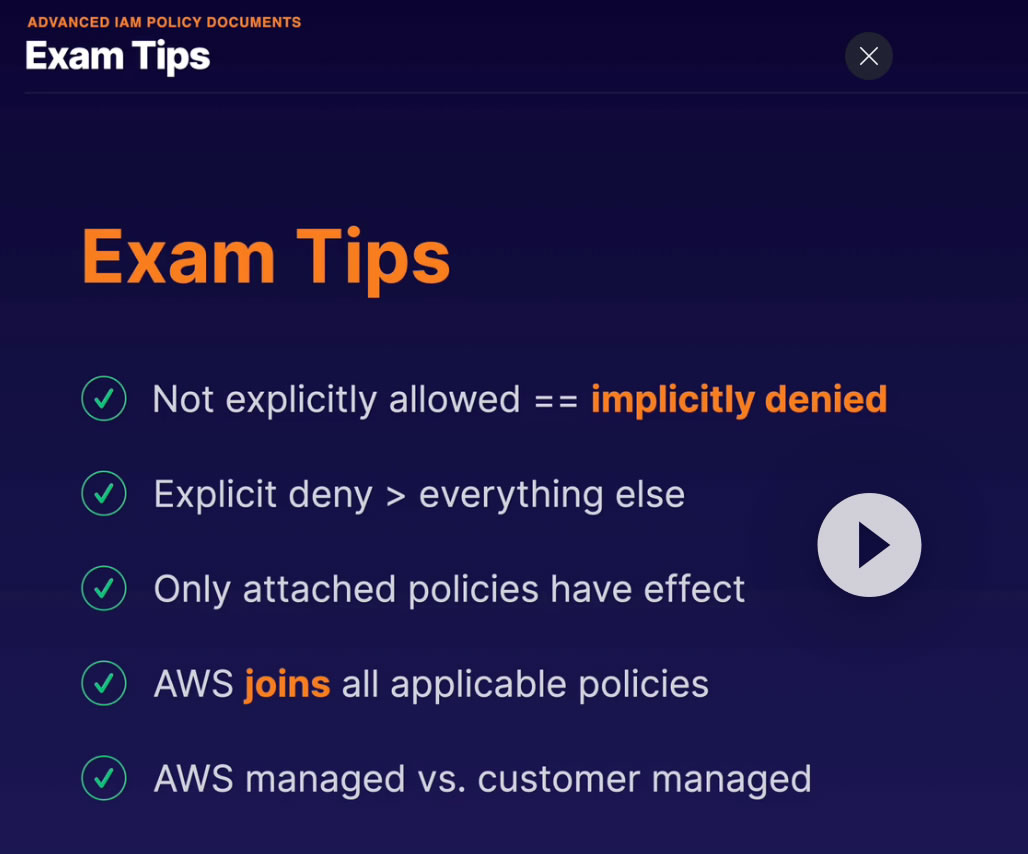 ADVANCED IAM POLICY DOCUMENTS
Exam Tips
Exam Tips
Not explicitly allowed == implicitly denied
Explicit deny > everything else
Only attached policies have effect
AWS joins all applicable policies
AWS managed vs. customer managed